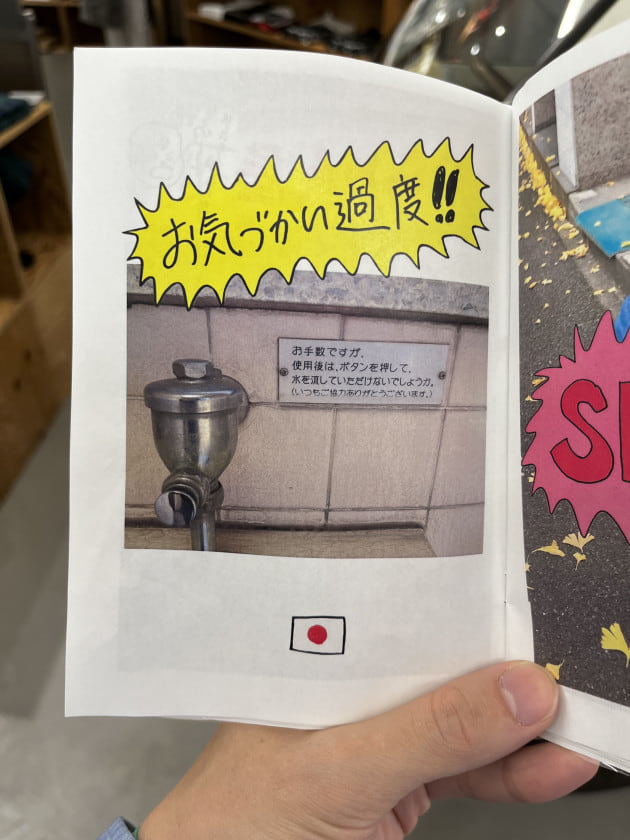 お気づかい過度!!
お手数ですが、
使用後は、ボタンを押して、
水を流していただけないでしょうか。
(いつもご協力ありがとうございます。)